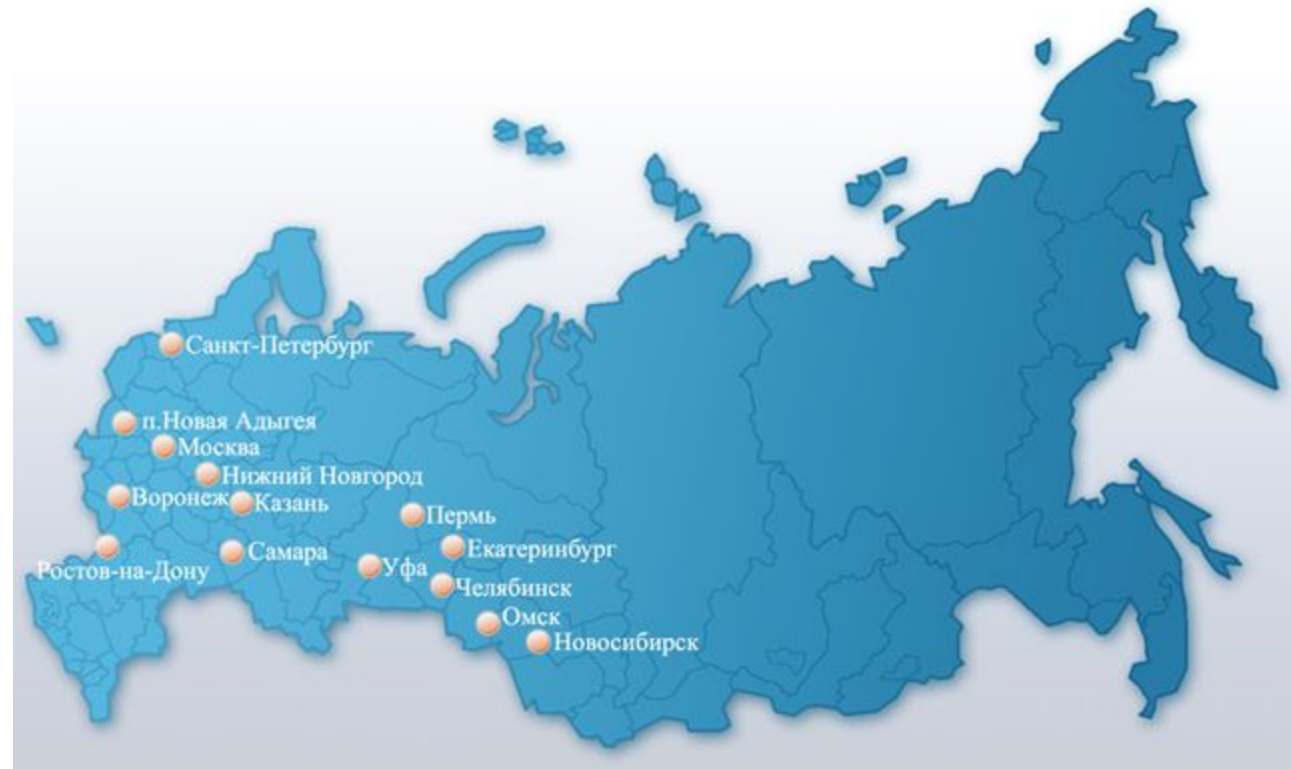 Санкт-Петербург
п.Новая Адыгея
Москва
Нижний Новгород
Воронеж
Казань
Пермь
Екатеринбург
Самара
Ростов-на-Дону
Уфа
Челябинск
Омск
Новосибирск